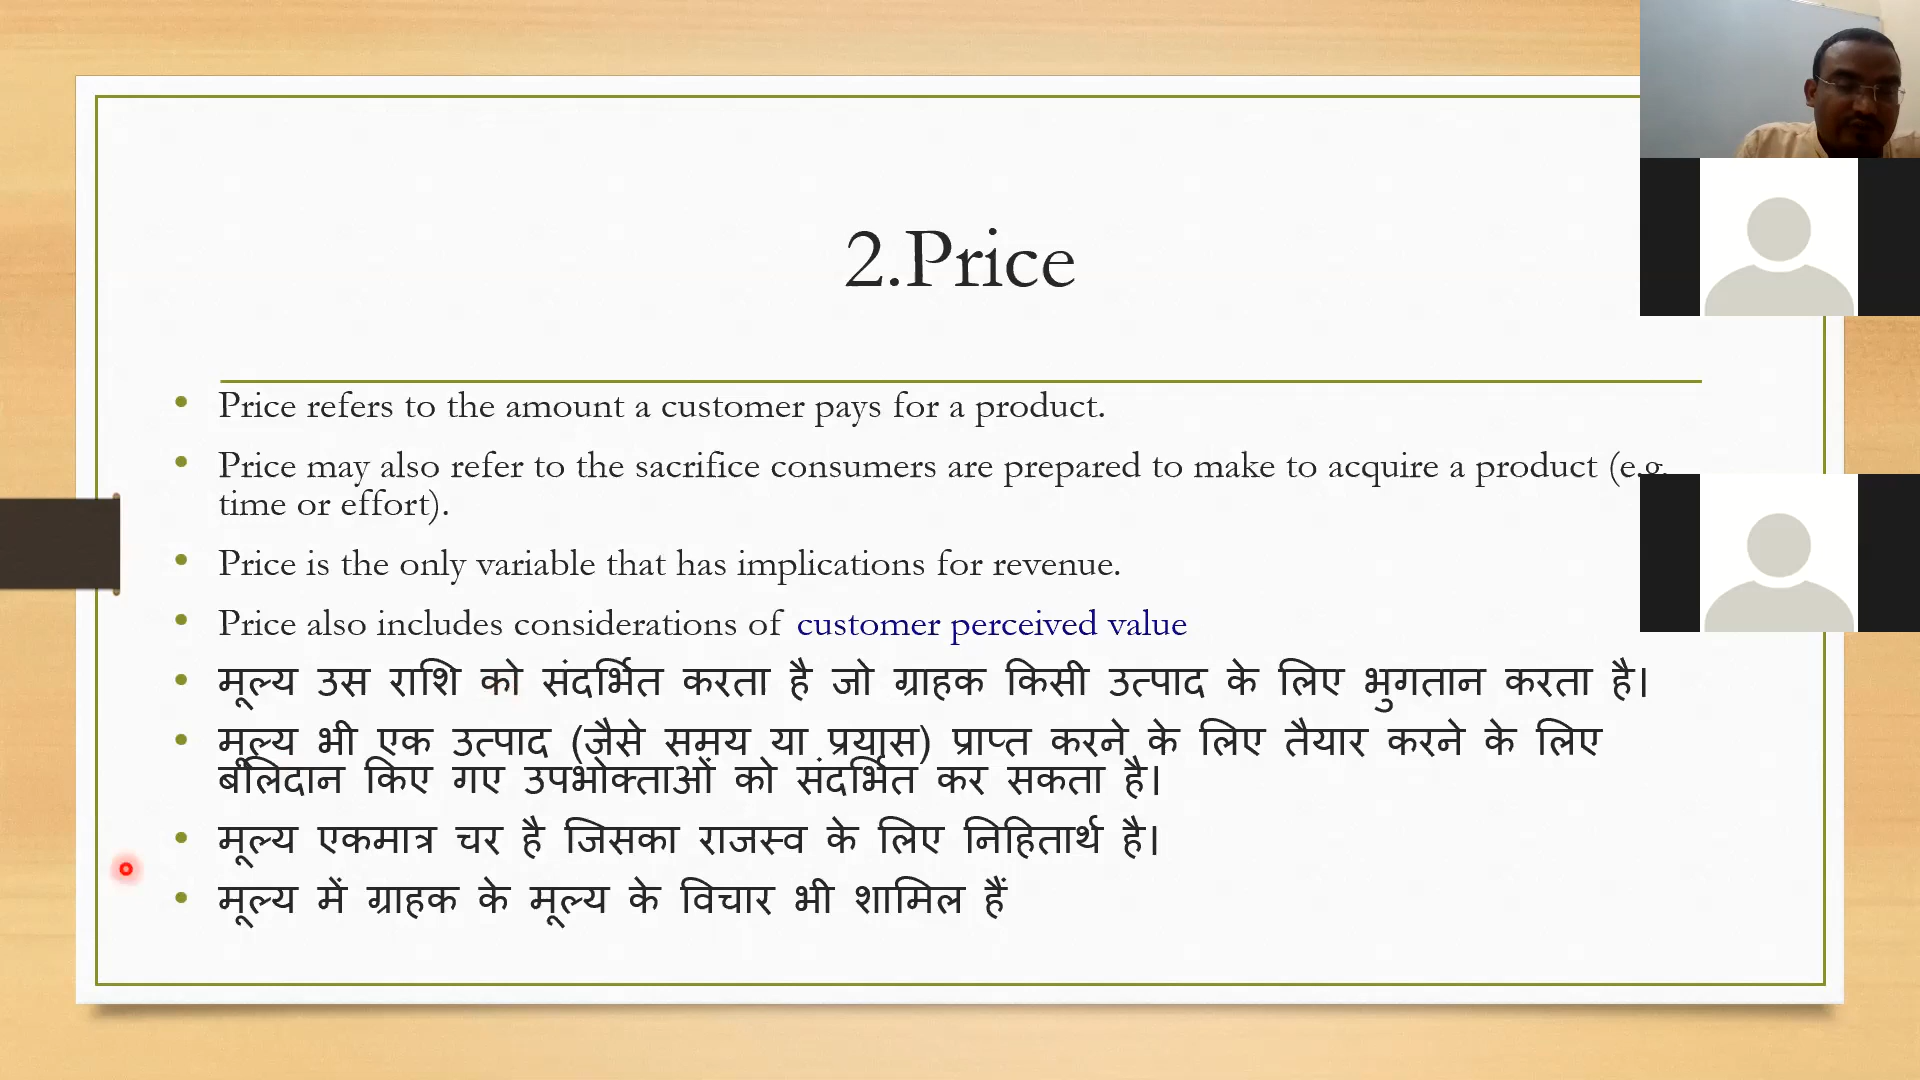 2.Price
• Price refers to the amount a customer pays for a product.
• Price may also refer to the sacrifice consumers are prepared to make to acquire a product (e.g.
time or effort).
• Price is the only variable that has implications for revenue.
• Price also includes considerations of customer perceived value
• मूल्य उस राशि को संदर्भित करता है जो ग्राहक किसी उत्पाद के लिए भुगतान करता है।
• मूल्य भी एक उत्पाद (जैसे समय या प्रयास) प्राप्त करने के लिए तैयार करने के लिए
बलिदान किए गए उपभोक्ताओं को संदर्भित कर सकता है।
• मूल्य एकमात्र चर है जिसका राजस्व के लिए निहितार्थ है।
• मूल्य में ग्राहक के मूल्य के विचार भी शामिल हैं